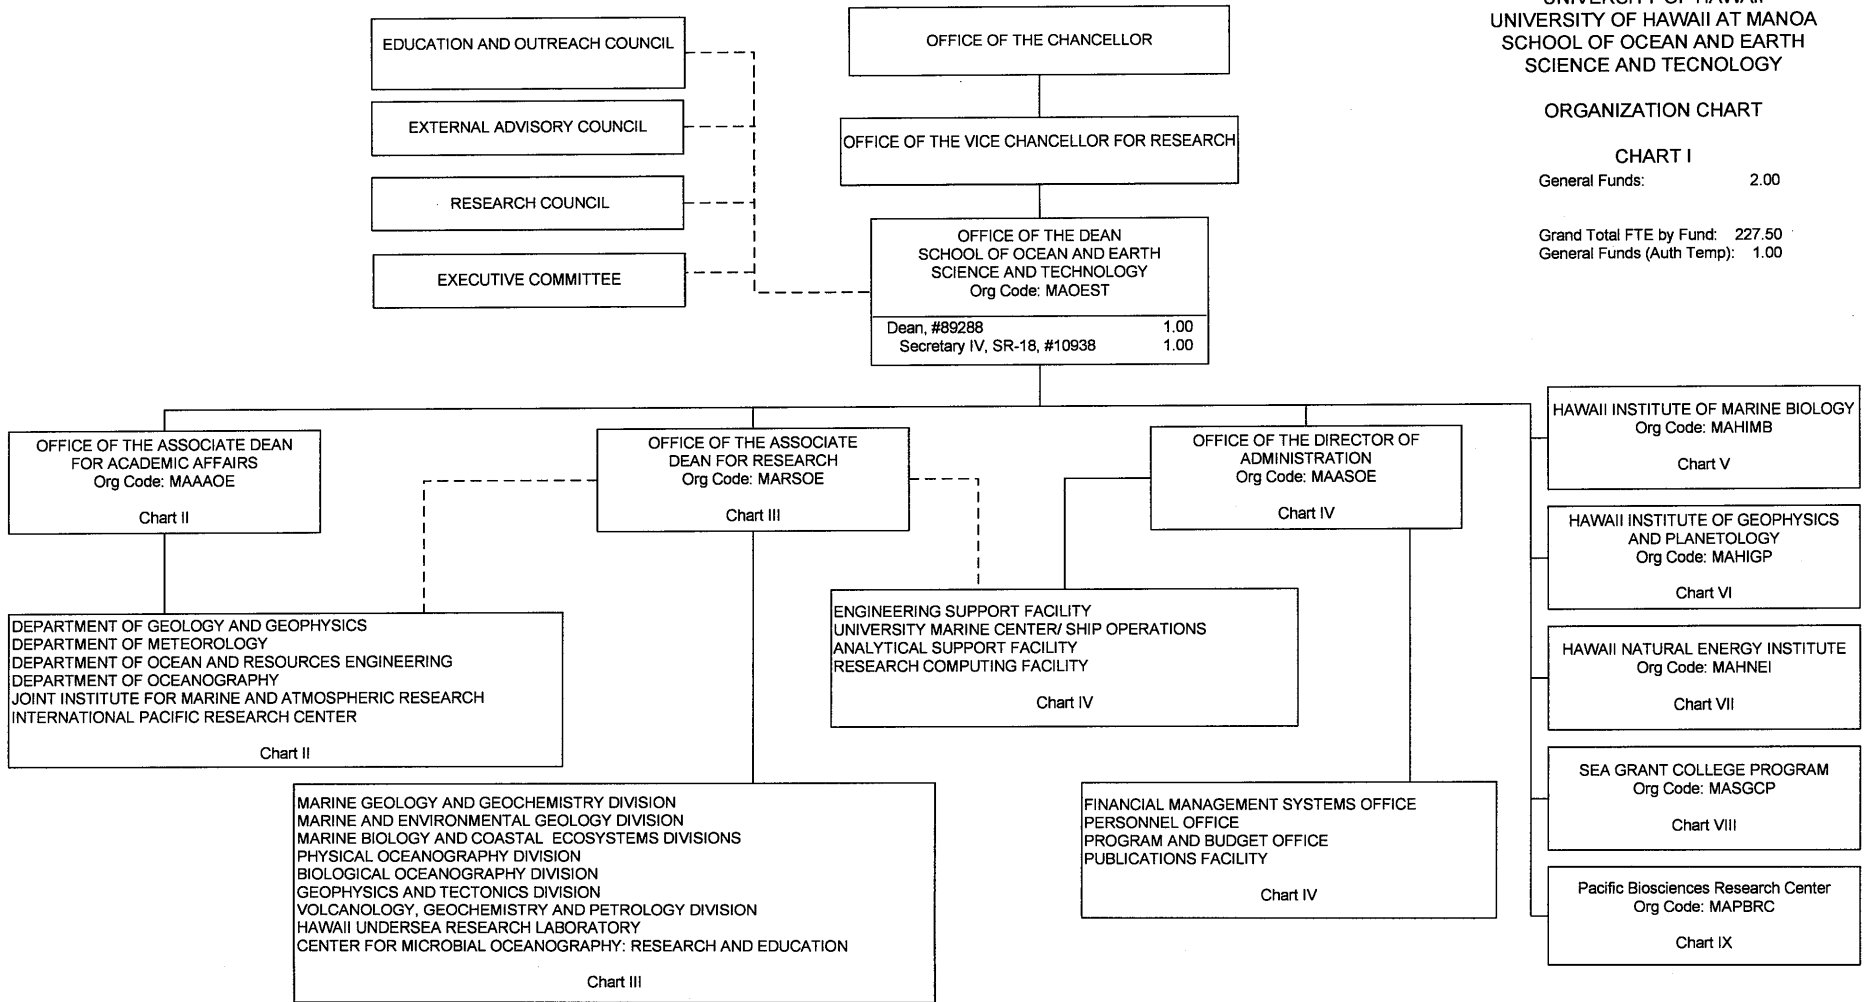 UNIVERSITY OF HAWAII
UNIVERSITY OF HAWAII AT MANOA
SCHOOL OF OCEAN AND EARTH
SCIENCE AND TECNOLOGY
ORGANIZATION CHART
CHART I
General Funds: 2.00
Grand Total FTE by Fund: 227.50
General Funds (Auth Temp): 1.00
EDUCATION AND OUTREACH COUNCIL
EXTERNAL ADVISORY COUNCIL
RESEARCH COUNCIL
EXECUTIVE COMMITTEE
OFFICE OF THE CHANCELLOR
OFFICE OF THE VICE CHANCELLOR FOR RESEARCH
OFFICE OF THE DEAN
SCHOOL OF OCEAN AND EARTH
SCIENCE AND TECHNOLOGY
Org Code: MAOEST
Dean, #89288 1.00
Secretary IV, SR-18, #10938 1.00
OFFICE OF THE ASSOCIATE DEAN
FOR ACADEMIC AFFAIRS
Org Code: MAAAOE
Chart II
OFFICE OF THE ASSOCIATE
DEAN FOR RESEARCH
Org Code: MARSOE
Chart III
OFFICE OF THE DIRECTOR OF
ADMINISTRATION
Org Code: MAASOE
Chart IV
HAWAII INSTITUTE OF MARINE BIOLOGY
Org Code: MAHIMB
Chart V
HAWAII INSTITUTE OF GEOPHYSICS
AND PLANETOLOGY
Org Code: MAHIGP
Chart VI
HAWAII NATURAL ENERGY INSTITUTE
Org Code: MAHNEI
Chart VII
SEA GRANT COLLEGE PROGRAM
Org Code: MASGCP
Chart VIII
Pacific Biosciences Research Center
Org Code: MAPBRC
Chart IX
DEPARTMENT OF GEOLOGY AND GEOPHYSICS
DEPARTMENT OF METEOROLOGY
DEPARTMENT OF OCEAN AND RESOURCES ENGINEERING
DEPARTMENT OF OCEANOGRAPHY
JOINT INSTITUTE FOR MARINE AND ATMOSPHERIC RESEARCH
INTERNATIONAL PACIFIC RESEARCH CENTER
Chart II
ENGINEERING SUPPORT FACILITY
UNIVERSITY MARINE CENTER/ SHIP OPERATIONS
ANALYTICAL SUPPORT FACILITY
RESEARCH COMPUTING FACILITY
Chart IV
MARINE GEOLOGY AND GEOCHEMISTRY DIVISION
MARINE AND ENVIRONMENTAL GEOLOGY DIVISION
MARINE BIOLOGY AND COASTAL ECOSYSTEMS DIVISIONS
PHYSICAL OCEANOGRAPHY DIVISION
BIOLOGICAL OCEANOGRAPHY DIVISION
GEOPHYSICS AND TECTONICS DIVISION
VOLCANOLOGY, GEOCHEMISTRY AND PETROLOGY DIVISION
HAWAII UNDERSEA RESEARCH LABORATORY
CENTER FOR MICROBIAL OCEANOGRAPHY: RESEARCH AND EDUCATION
Chart III
FINANCIAL MANAGEMENT SYSTEMS OFFICE
PERSONNEL OFFICE
PROGRAM AND BUDGET OFFICE
PUBLICATIONS FACILITY
Chart IV